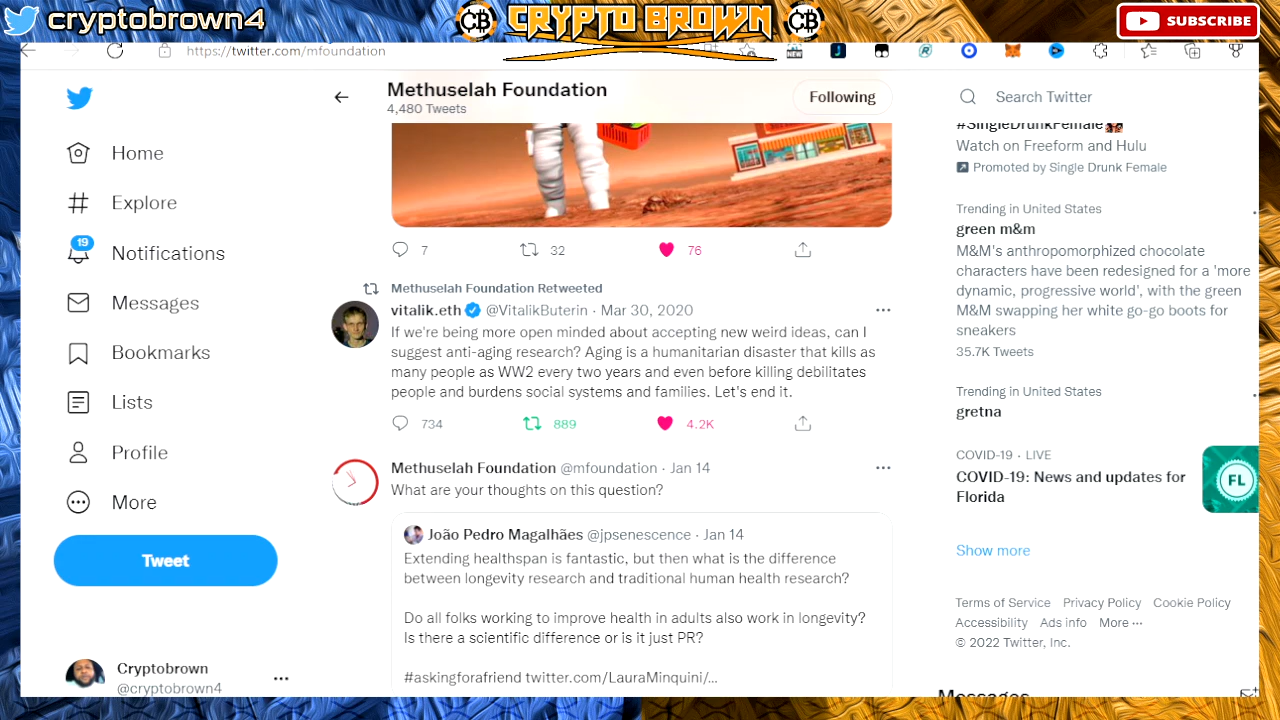 cryptobrown4
CB CRYPTO BROWN CB
SUBSCRIBE
https://twitter.com/mfoundation
Methuselah Foundation
4,480 Tweets
Following
Search Twitter
Home
Explore
19
Notifications
Messages
Bookmarks
Lists
Profile
More
Tweet
Cryptobrown
@cryptobrown4
7 32 76
Methuselah Foundation Retweeted
vitalik.eth @VitalikButerin · Mar 30, 2020
If we're being more open minded about accepting new weird ideas, can I
suggest anti-aging research? Aging is a humanitarian disaster that kills as
many people as WW2 every two years and even before killing debilitates
people and burdens social systems and families. Let's end it.
734 889 4.2K
Methuselah Foundation @mfoundation · Jan 14
What are your thoughts on this question?
João Pedro Magalhães @jpsenescence · Jan 14
Extending healthspan is fantastic, but then what is the difference
between longevity research and traditional human health research?
Do all folks working to improve health in adults also work in longevity?
Is there a scientific difference or is it just PR?
#askingforafriend twitter.com/LauraMinquini/...
#SingleDrunkFemale
Watch on Freeform and Hulu
Promoted by Single Drunk Female
Trending in United States
green m&m
M&M's anthropomorphized chocolate
characters have been redesigned for a 'more
dynamic, progressive world', with the green
M&M swapping her white go-go boots for
sneakers
35.7K Tweets
Trending in United States
gretna
COVID-19 · LIVE
COVID-19: News and updates for
Florida
FL
Show more
Terms of Service Privacy Policy Cookie Policy
Accessibility Ads info More ···
© 2022 Twitter, Inc.
Messages